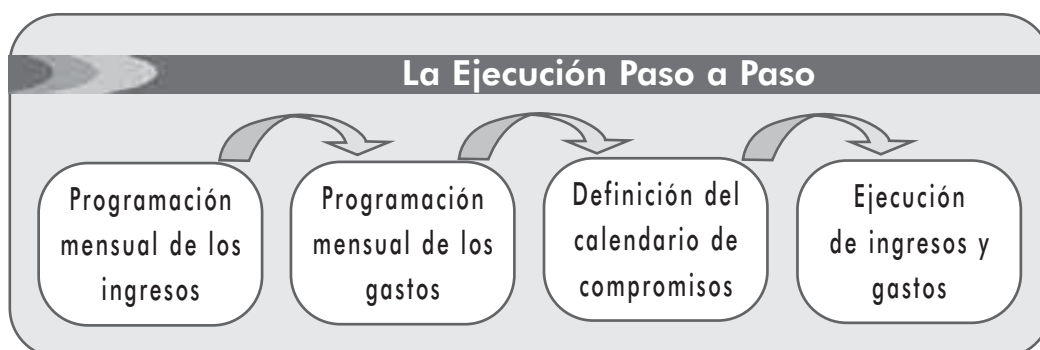 La Ejecución Paso a Paso
Programación
mensual de los
ingresos
Programación
mensual de los
gastos
Definición del
calendario de
compromisos
Ejecución
de ingresos y
gastos